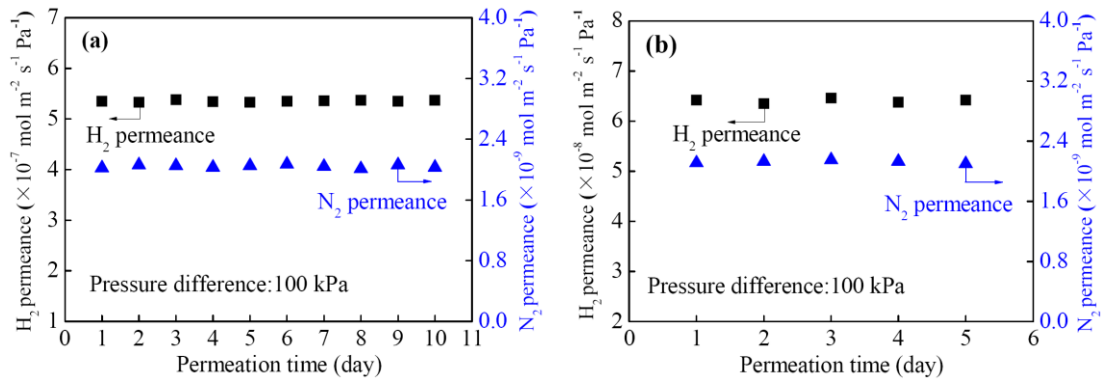 (a)
H₂ permeance (×10⁻⁷ mol m⁻² s⁻¹ Pa⁻¹)
7
6
5
4
3
2
1
H₂ permeance
N₂ permeance
Pressure difference:100 kPa
4.0
3.2
2.4
1.6
0.8
0.0
N₂ permeance (×10⁻⁹ mol m⁻² s⁻¹ Pa⁻¹)
0 1 2 3 4 5 6 7 8 9 10 11
Permeation time (day)
(b)
H₂ permeance (×10⁻⁸ mol m⁻² s⁻¹ Pa⁻¹)
8
7
6
5
4
3
2
H₂ permeance
N₂ permeance
Pressure difference:100 kPa
4.0
3.2
2.4
1.6
0.8
0.0
N₂ permeance (×10⁻⁹ mol m⁻² s⁻¹ Pa⁻¹)
0 1 2 3 4 5 6
Permeation time (day)